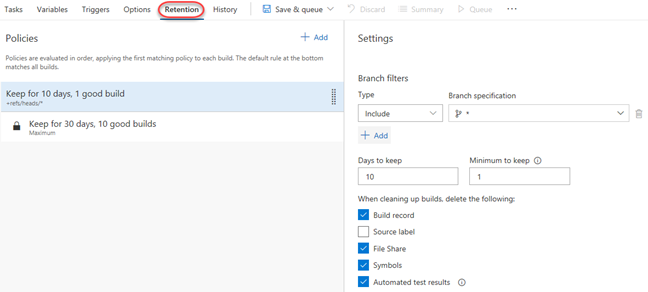 Tasks Variables Triggers Options Retention History Save & queue Discard Summary Queue ...
Policies
+ Add
Policies are evaluated in order, applying the first matching policy to each build. The default rule at the bottom
matches all builds.
Keep for 10 days, 1 good build
+refs/heads/*
Keep for 30 days, 10 good builds
Maximum
Settings
Branch filters
Type Branch specification
Include *
+ Add
Days to keep Minimum to keep
10 1
When cleaning up builds, delete the following:
Build record
Source label
File Share
Symbols
Automated test results